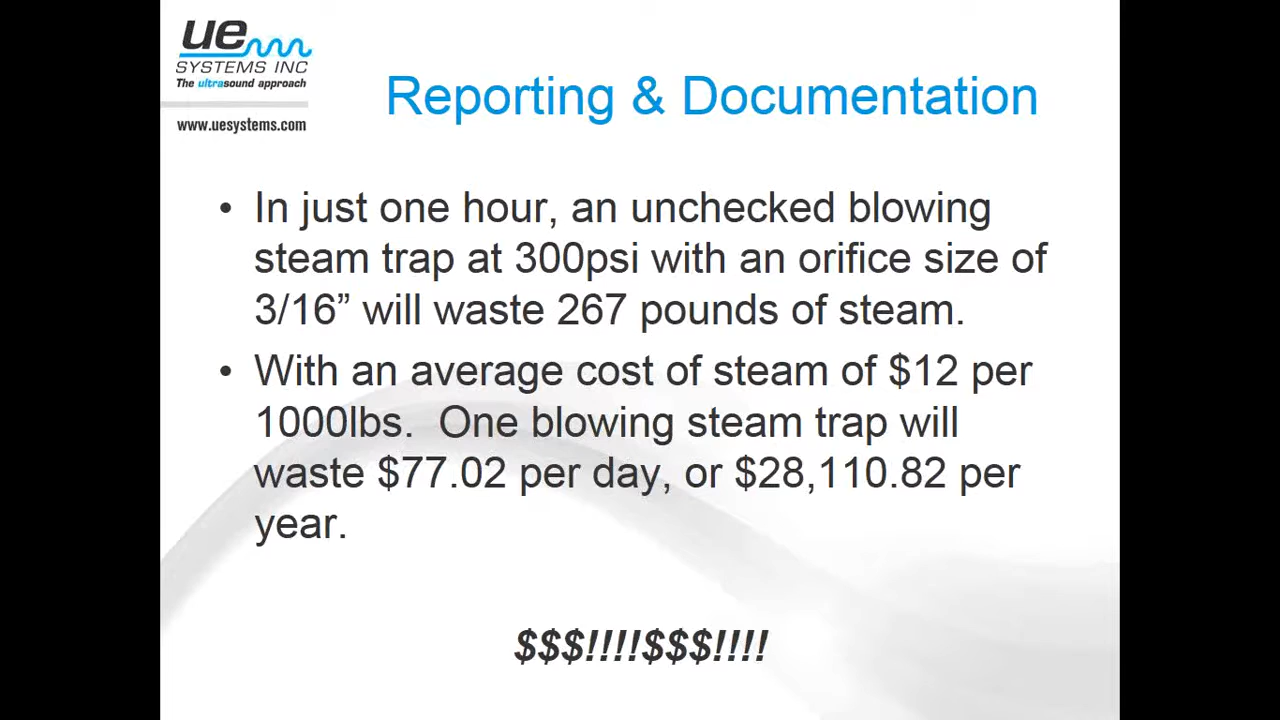 ue
SYSTEMS INC
The ultrasound approach
www.uesystems.com
Reporting & Documentation
• In just one hour, an unchecked blowing
steam trap at 300psi with an orifice size of
3/16” will waste 267 pounds of steam.
• With an average cost of steam of $12 per
1000lbs.  One blowing steam trap will
waste $77.02 per day, or $28,110.82 per
year.
$$$!!!!$$$!!!!